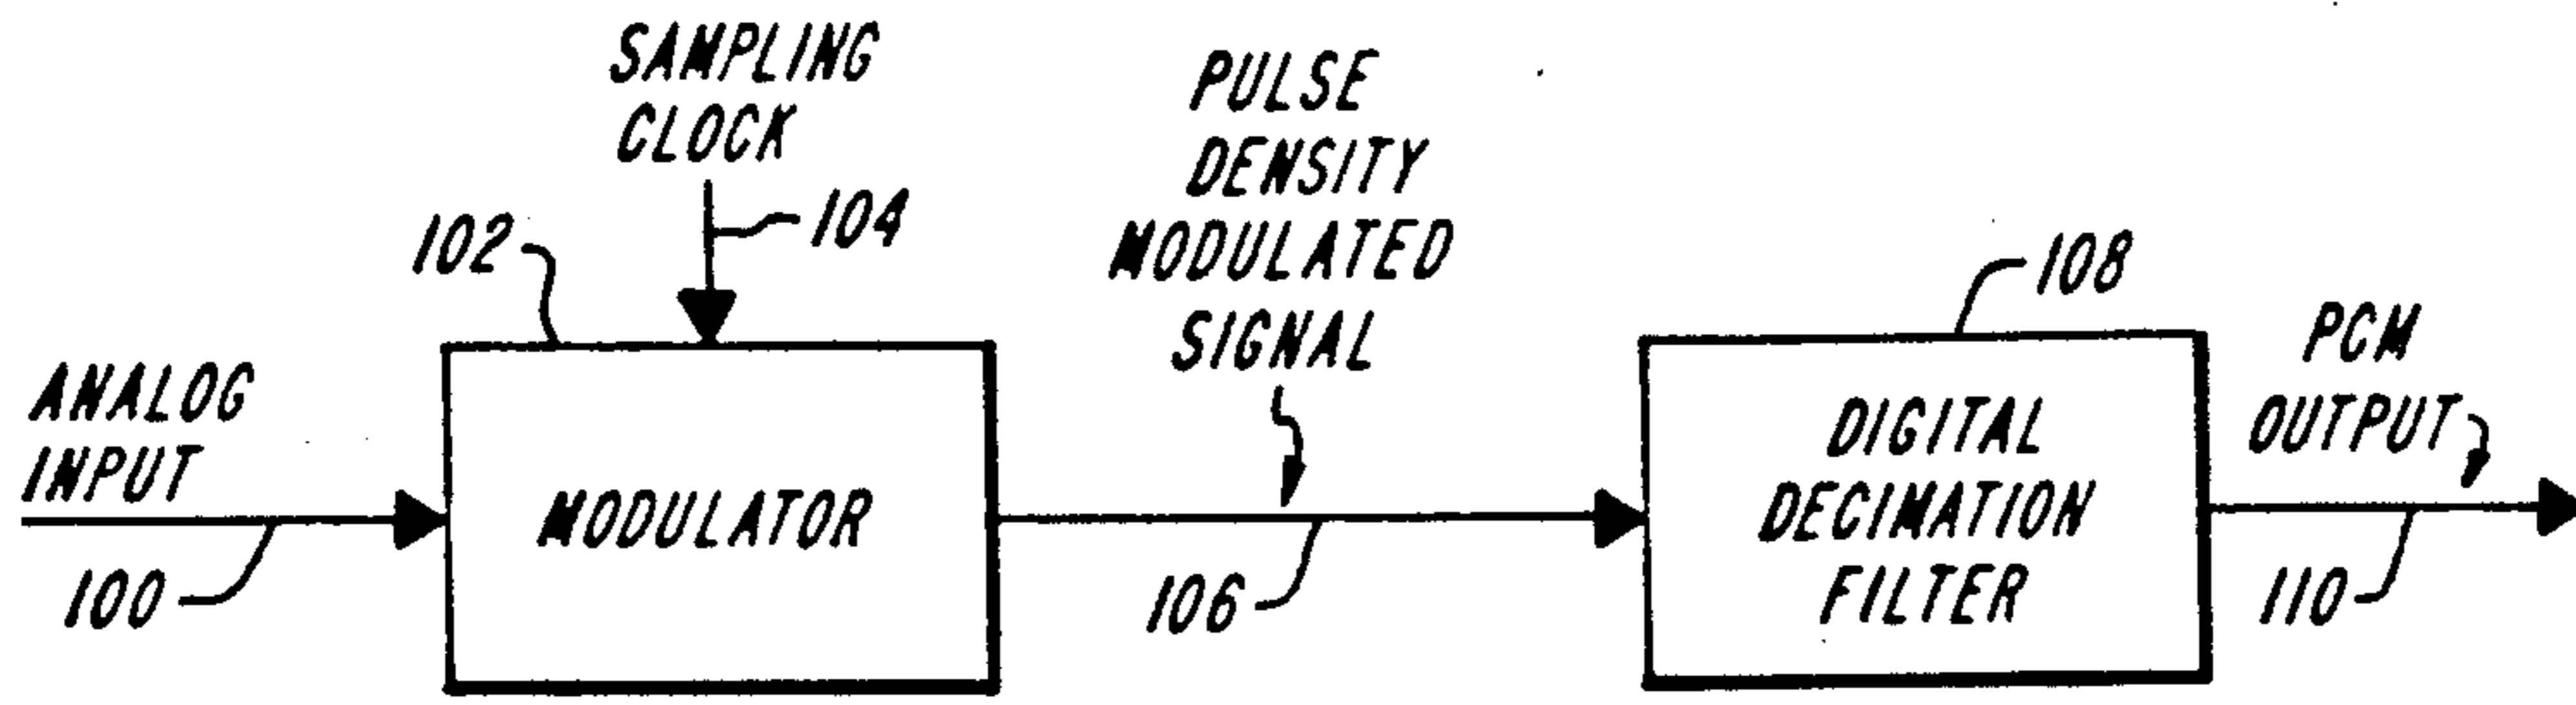 SAMPLING
CLOCK
104
102
ANALOG
INPUT
100
MODULATOR
PULSE
DENSITY
MODULATED
SIGNAL
106
108
DIGITAL
DECIMATION
FILTER
PCM
OUTPUT
110